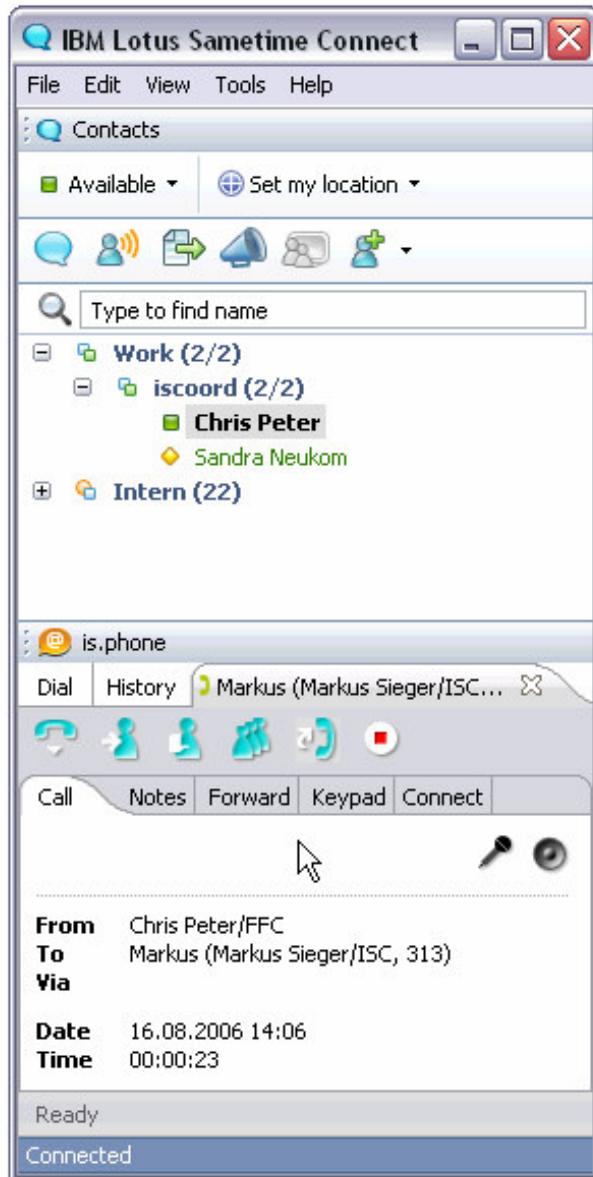 IBM Lotus Sametime Connect
File Edit View Tools Help
Contacts
Available Set my location
Type to find name
Work (2/2)
iscoord (2/2)
Chris Peter
Sandra Neukom
Intern (22)
is.phone
Dial History Markus (Markus Sieger/ISC...
Call Notes Forward Keypad Connect
From Chris Peter/FFC
To Markus (Markus Sieger/ISC, 313)
Via
Date 16.08.2006 14:06
Time 00:00:23
Ready
Connected